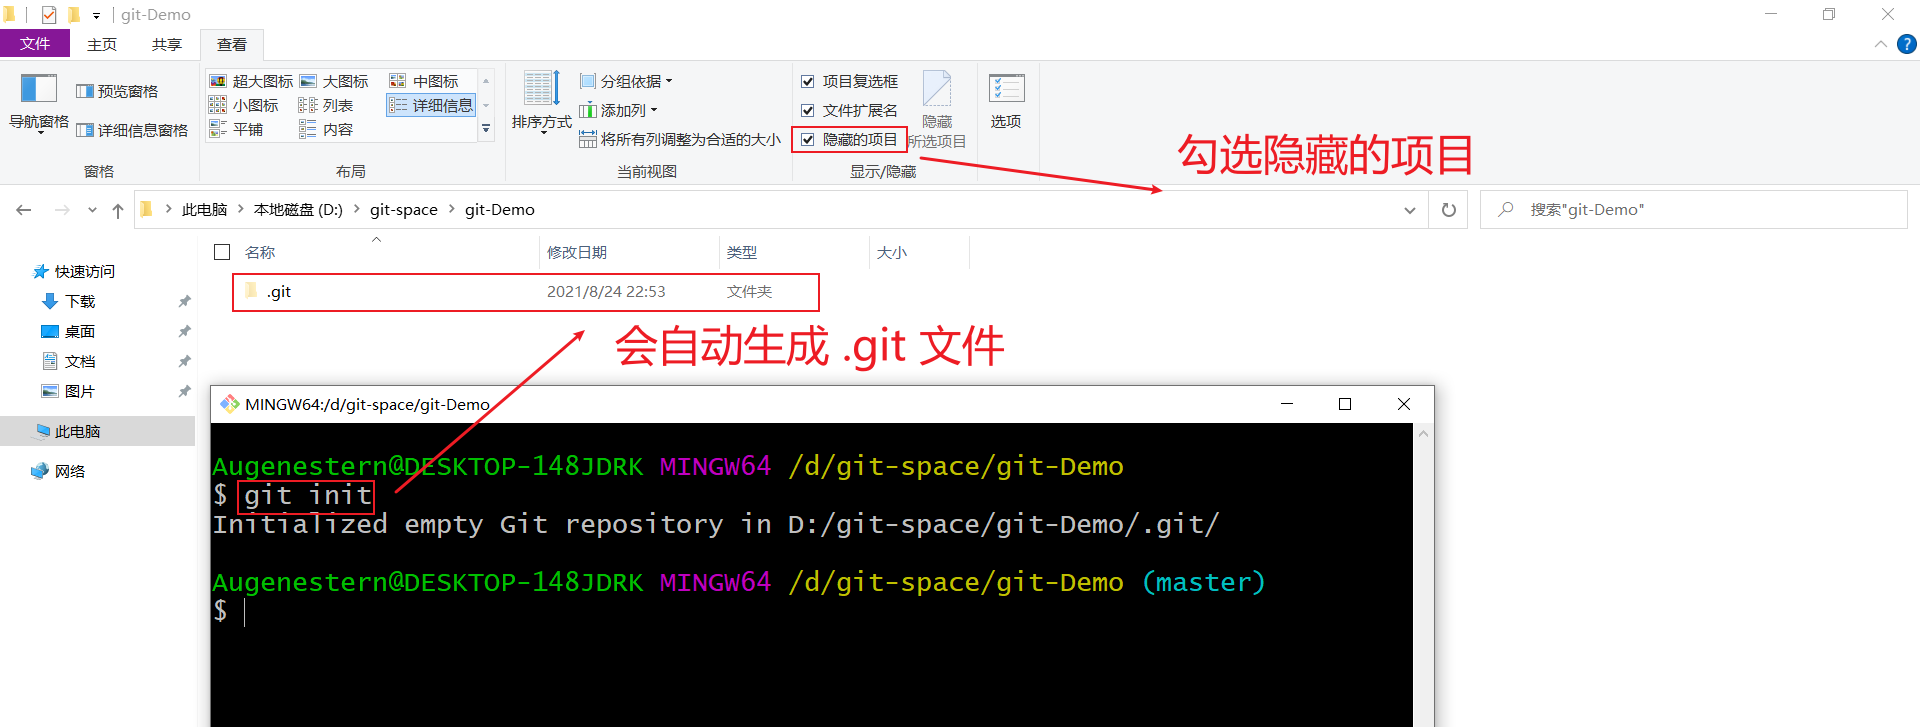 git-Demo
文件 主页 共享 查看
导航窗格
预览窗格
详细信息窗格
窗格
超大图标 大图标 中图标
小图标 列表 详细信息
平铺 内容
布局
排序方式
分组依据
添加列
将所有列调整为合适的大小
当前视图
项目复选框
文件扩展名
隐藏的项目
隐藏
所选项目
显示/隐藏
选项
勾选隐藏的项目
此电脑 本地磁盘 (D:) git-space git-Demo
搜索"git-Demo"
快速访问
下载
桌面
文档
图片
此电脑
网络
名称 修改日期 类型 大小
.git 2021/8/24 22:53 文件夹
会自动生成 .git 文件
MINGW64:/d/git-space/git-Demo
Augenestern@DESKTOP-148JDRK MINGW64 /d/git-space/git-Demo
$ git init
Initialized empty Git repository in D:/git-space/git-Demo/.git/
Augenestern@DESKTOP-148JDRK MINGW64 /d/git-space/git-Demo (master)
$